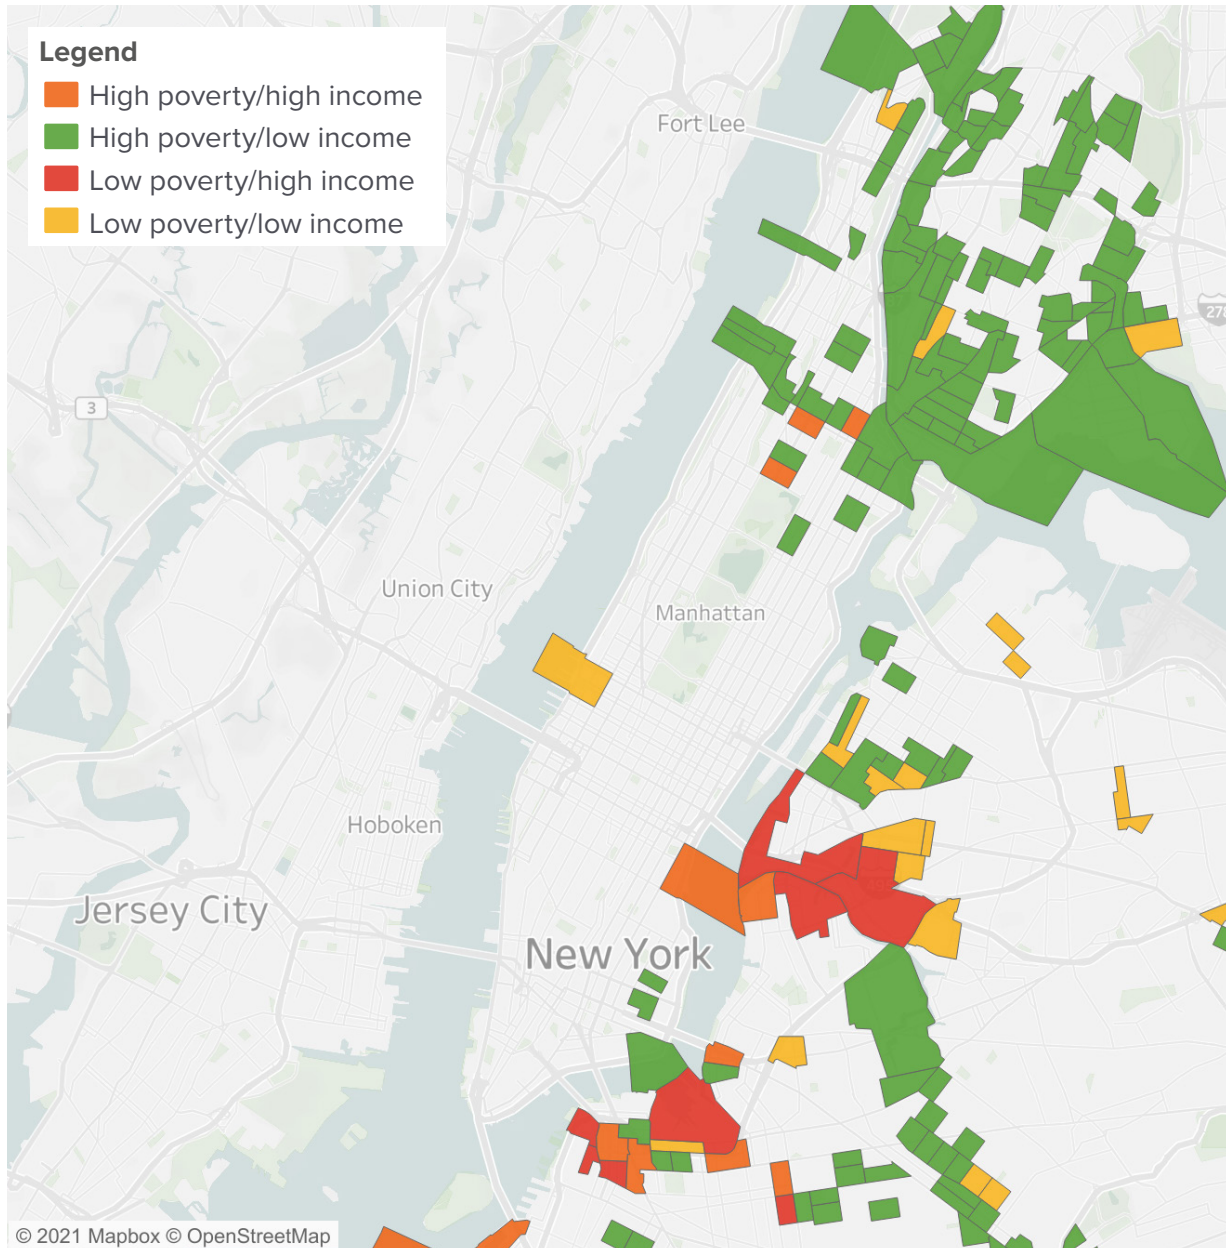 Legend
High poverty/high income
High poverty/low income
Low poverty/high income
Low poverty/low income
Fort Lee
278
3
Union City
Manhattan
Hoboken
Jersey City
New York
© 2021 Mapbox © OpenStreetMap